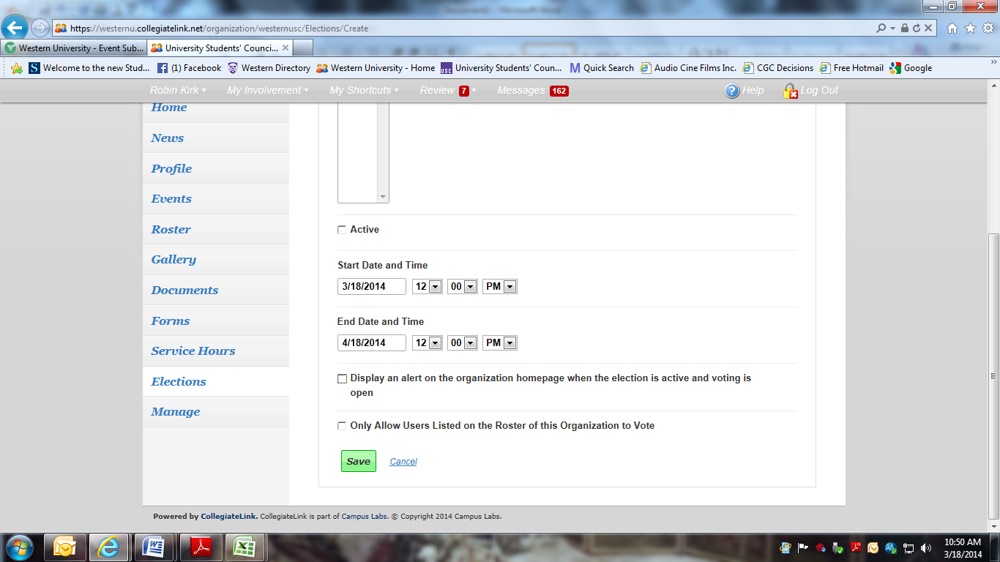 https://westernu.collegiatelink.net/organization/westernusc/Elections/Create
Western University - Event Sub...
University Students' Counci...
Welcome to the new Stud...
(1) Facebook
Western Directory
Western University - Home
University Students' Coun...
Quick Search
Audio Cine Films Inc.
CGC Decisions
Free Hotmail
Google
Robin Kirk
My Involvement
My Shortcuts
Review 7
Messages 162
Help
Log Out
Home
News
Profile
Events
Roster
Gallery
Documents
Forms
Service Hours
Elections
Manage
Active
Start Date and Time
3/18/2014 12 00 PM
End Date and Time
4/18/2014 12 00 PM
Display an alert on the organization homepage when the election is active and voting is
open
Only Allow Users Listed on the Roster of this Organization to Vote
Save Cancel
Powered by CollegiateLink. CollegiateLink is part of Campus Labs. © Copyright 2014 Campus Labs.
10:50 AM
3/18/2014